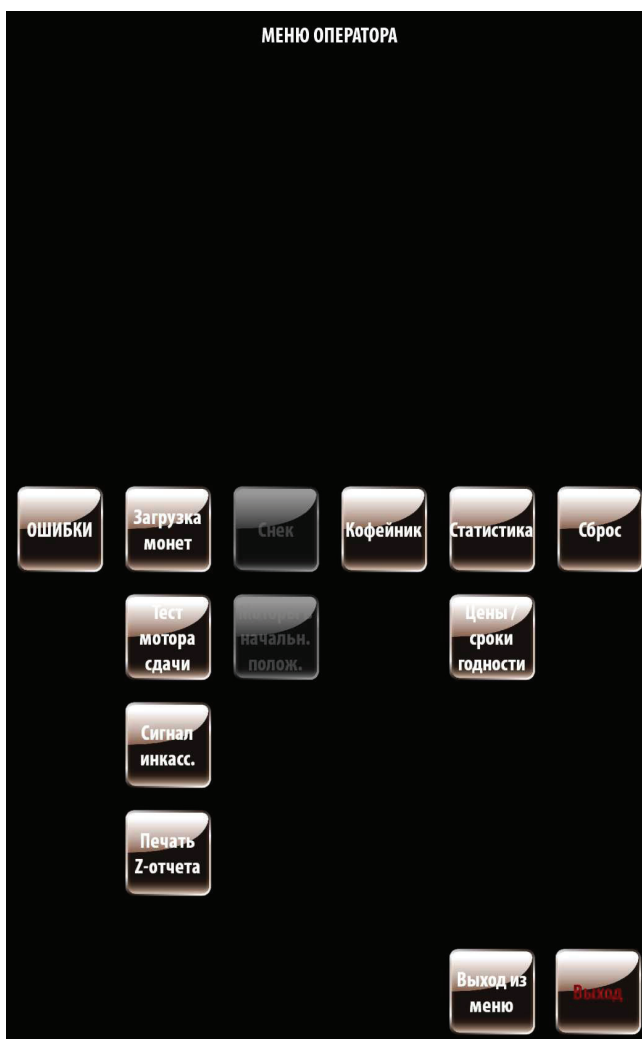 МЕНЮ ОПЕРАТОРА
ОШИБКИ
Загрузка
монет
Снек
Кофейник
Статистика
Сброс
Тест
мотора
сдачи
начальн.
полож.
Цены /
сроки
годности
Сигнал
инкасс.
Печать
Z-отчета
Выход из
меню
Выход